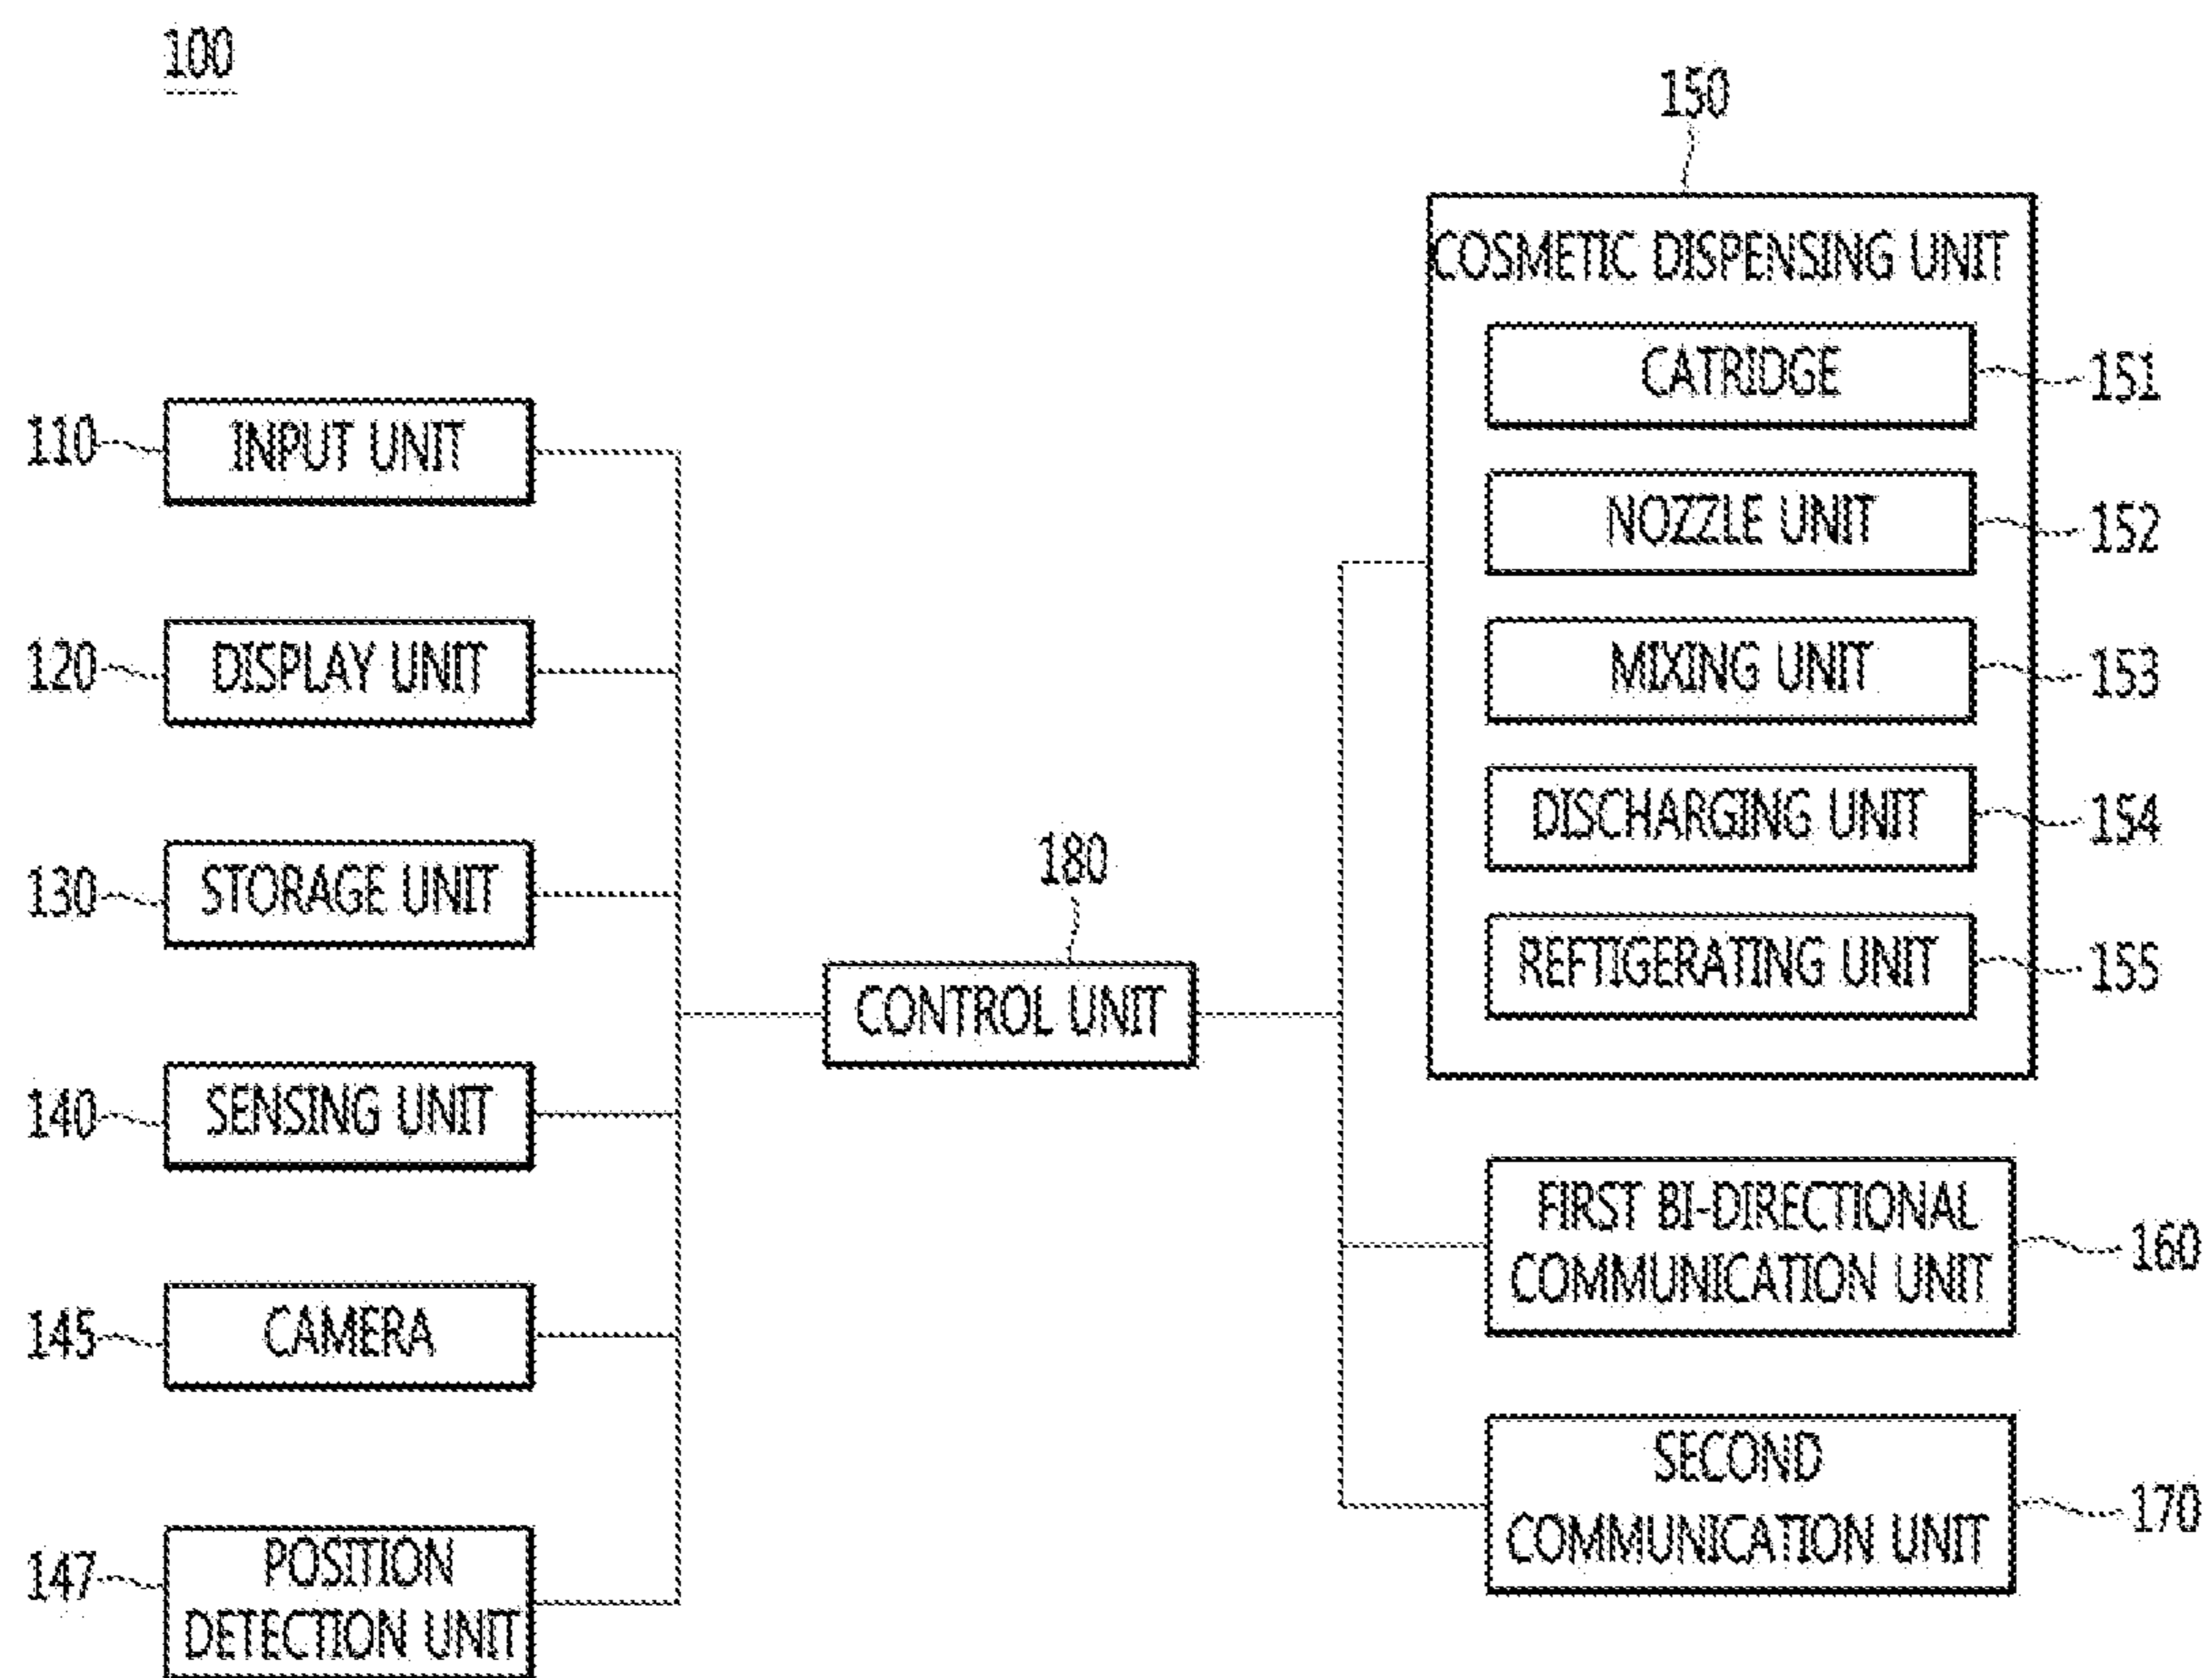 100
110
INPUT UNIT
120
DISPLAY UNIT
130
STORAGE UNIT
140
SENSING UNIT
145
CAMERA
147
POSITION
DETECTION UNIT
180
CONTROL UNIT
150
COSMETIC DISPENSING UNIT
CATRIDGE
151
NOZZLE UNIT
152
MIXING UNIT
153
DISCHARGING UNIT
154
REFTIGERATING UNIT
155
FIRST BI-DIRECTIONAL
COMMUNICATION UNIT
160
SECOND
COMMUNICATION UNIT
170